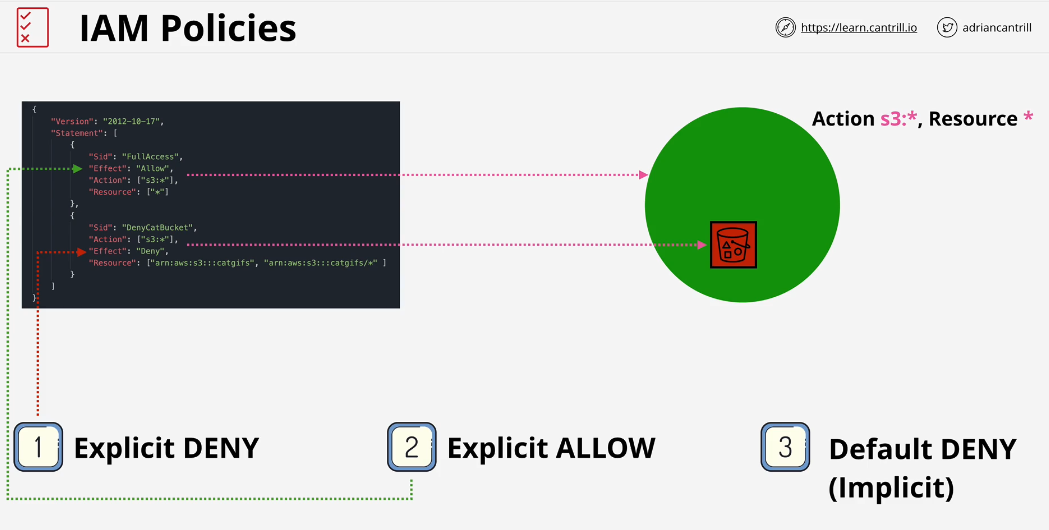 IAM Policies
https://learn.cantrill.io
adriancantrill
{
"Version": "2012-10-17",
"Statement": [
{
"Sid": "FullAccess",
"Effect": "Allow",
"Action": ["s3:*"],
"Resource": ["*"]
},
{
"Sid": "DenyCatBucket",
"Action": ["s3:*"],
"Effect": "Deny",
"Resource": ["arn:aws:s3:::catgifs", "arn:aws:s3:::catgifs/*" ]
}
]
}
Action s3:*, Resource *
1 Explicit DENY
2 Explicit ALLOW
3 Default DENY
(Implicit)